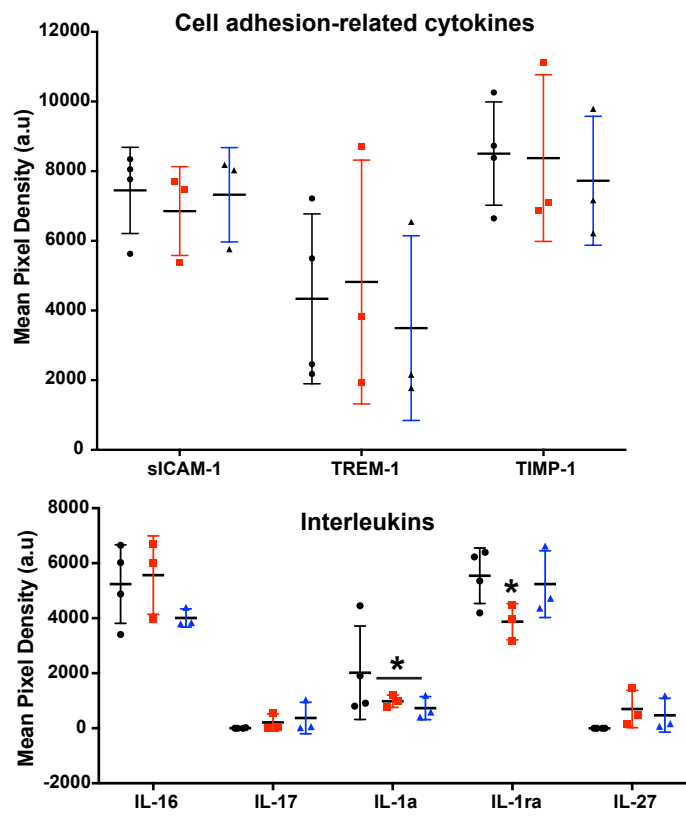 Cell adhesion-related cytokines
Mean Pixel Density (a.u)
12000
10000
8000
6000
4000
2000
0
sICAM-1 TREM-1 TIMP-1
Interleukins
Mean Pixel Density (a.u)
8000
6000
4000
2000
0
-2000
*
*
IL-16 IL-17 IL-1a IL-1ra IL-27